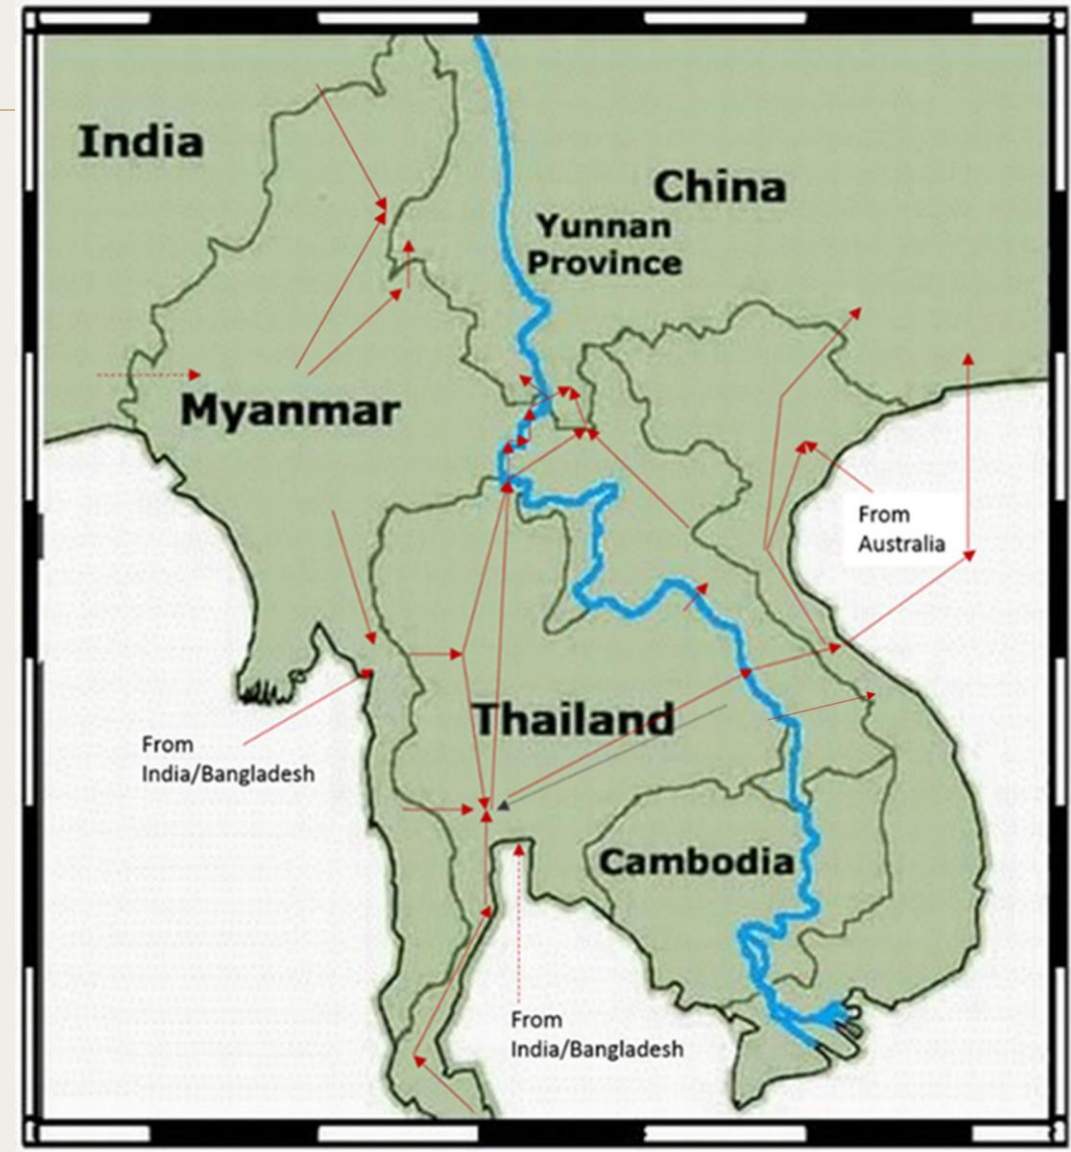 India
China
Yunnan
Province
Myanmar
From
Australia
Thailand
From
India/Bangladesh
Cambodia
From
India/Bangladesh